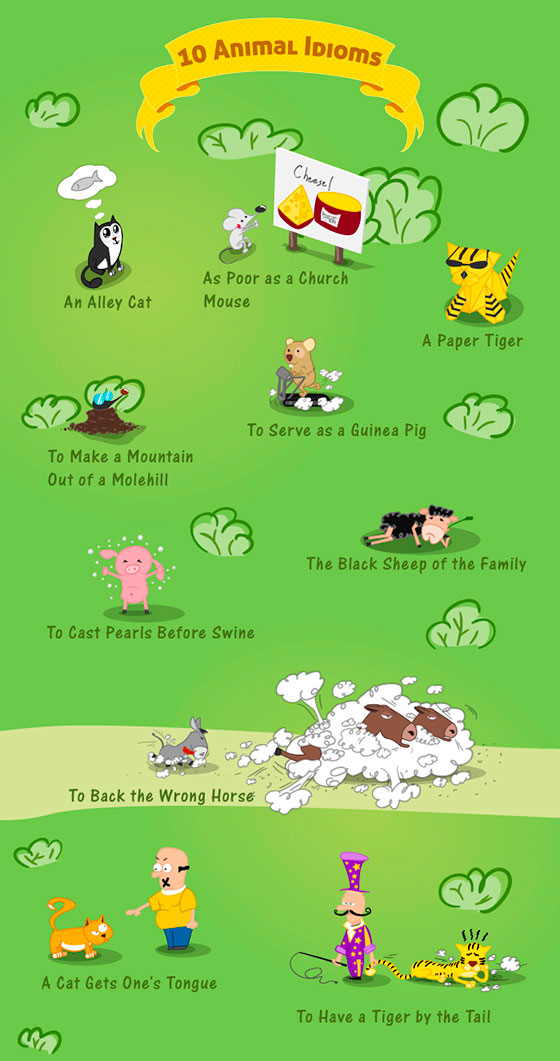 10 Animal Idioms
Cheese!
An Alley Cat
As Poor as a Church
Mouse
A Paper Tiger
To Serve as a Guinea Pig
To Make a Mountain
Out of a Molehill
The Black Sheep of the Family
To Cast Pearls Before Swine
To Back the Wrong Horse
A Cat Gets One's Tongue
To Have a Tiger by the Tail